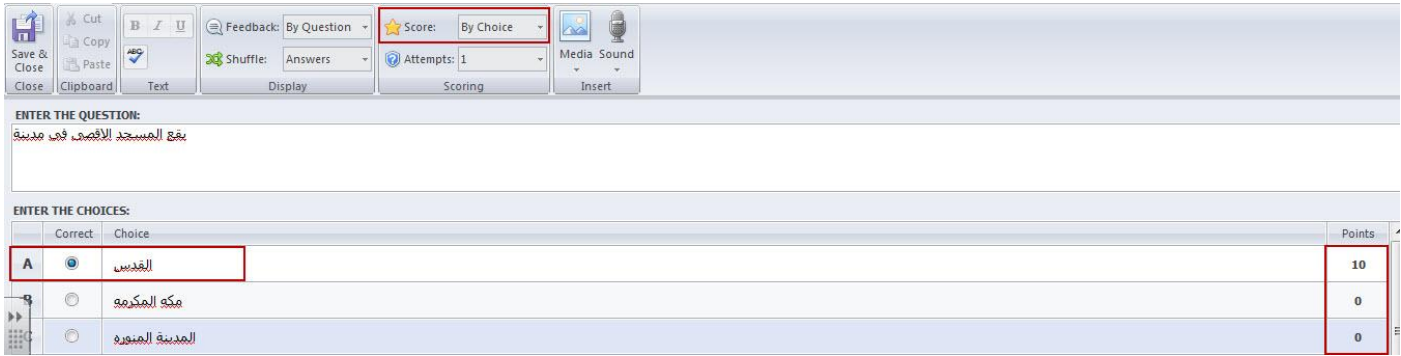 Save & Close
Cut
Copy
Paste
B I U
ABC
Feedback: By Question
Shuffle: Answers
Score: By Choice
Attempts: 1
Media Sound
Close Clipboard Text Display Scoring Insert
ENTER THE QUESTION:
يقع المسجد الاقصى فى مدينة
ENTER THE CHOICES:
Correct Choice Points
A القدس 10
B مكه المكرمه 0
C المدينة المنوره 0